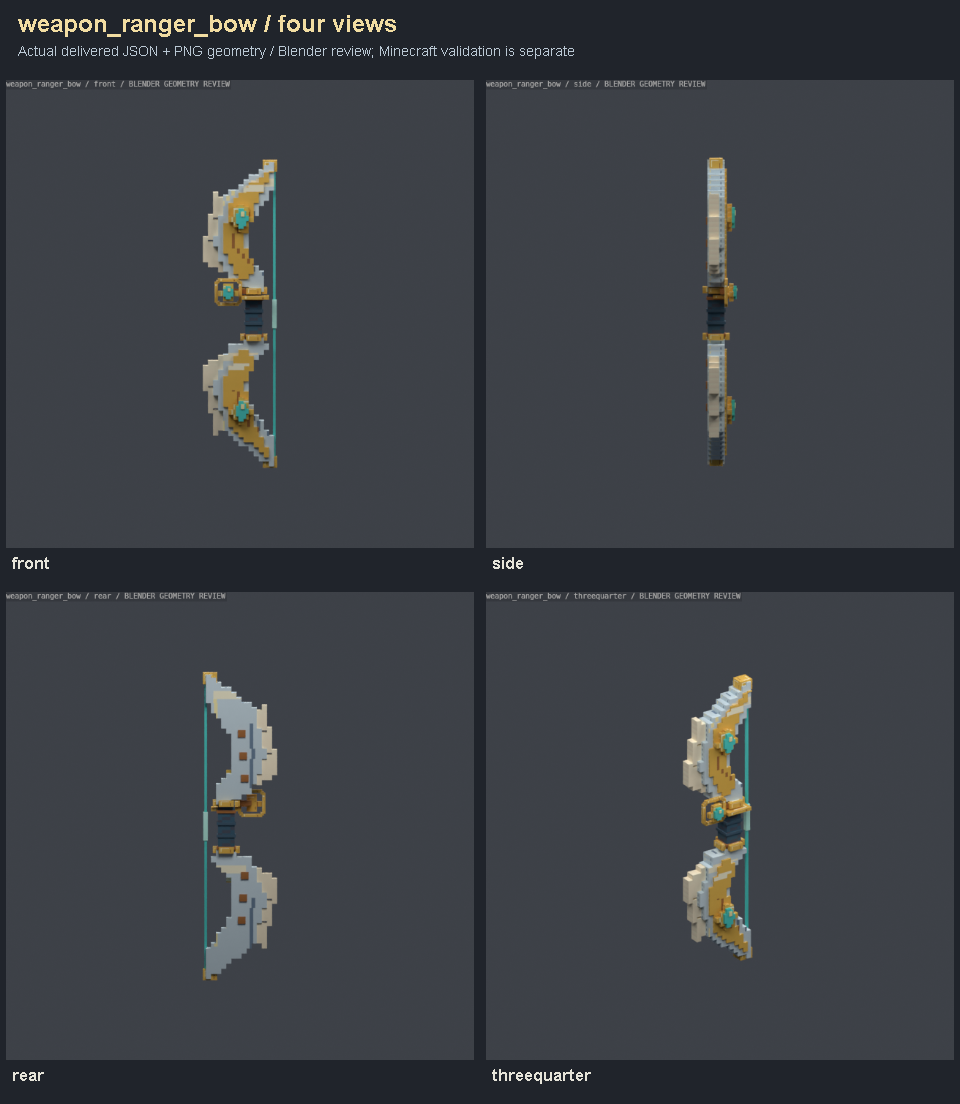 weapon_ranger_bow / four views
Actual delivered JSON + PNG geometry / Blender review; Minecraft validation is separate
weapon_ranger_bow / front / BLENDER GEOMETRY REVIEW
weapon_ranger_bow / side / BLENDER GEOMETRY REVIEW
front
side
weapon_ranger_bow / rear / BLENDER GEOMETRY REVIEW
weapon_ranger_bow / threequarter / BLENDER GEOMETRY REVIEW
rear
threequarter